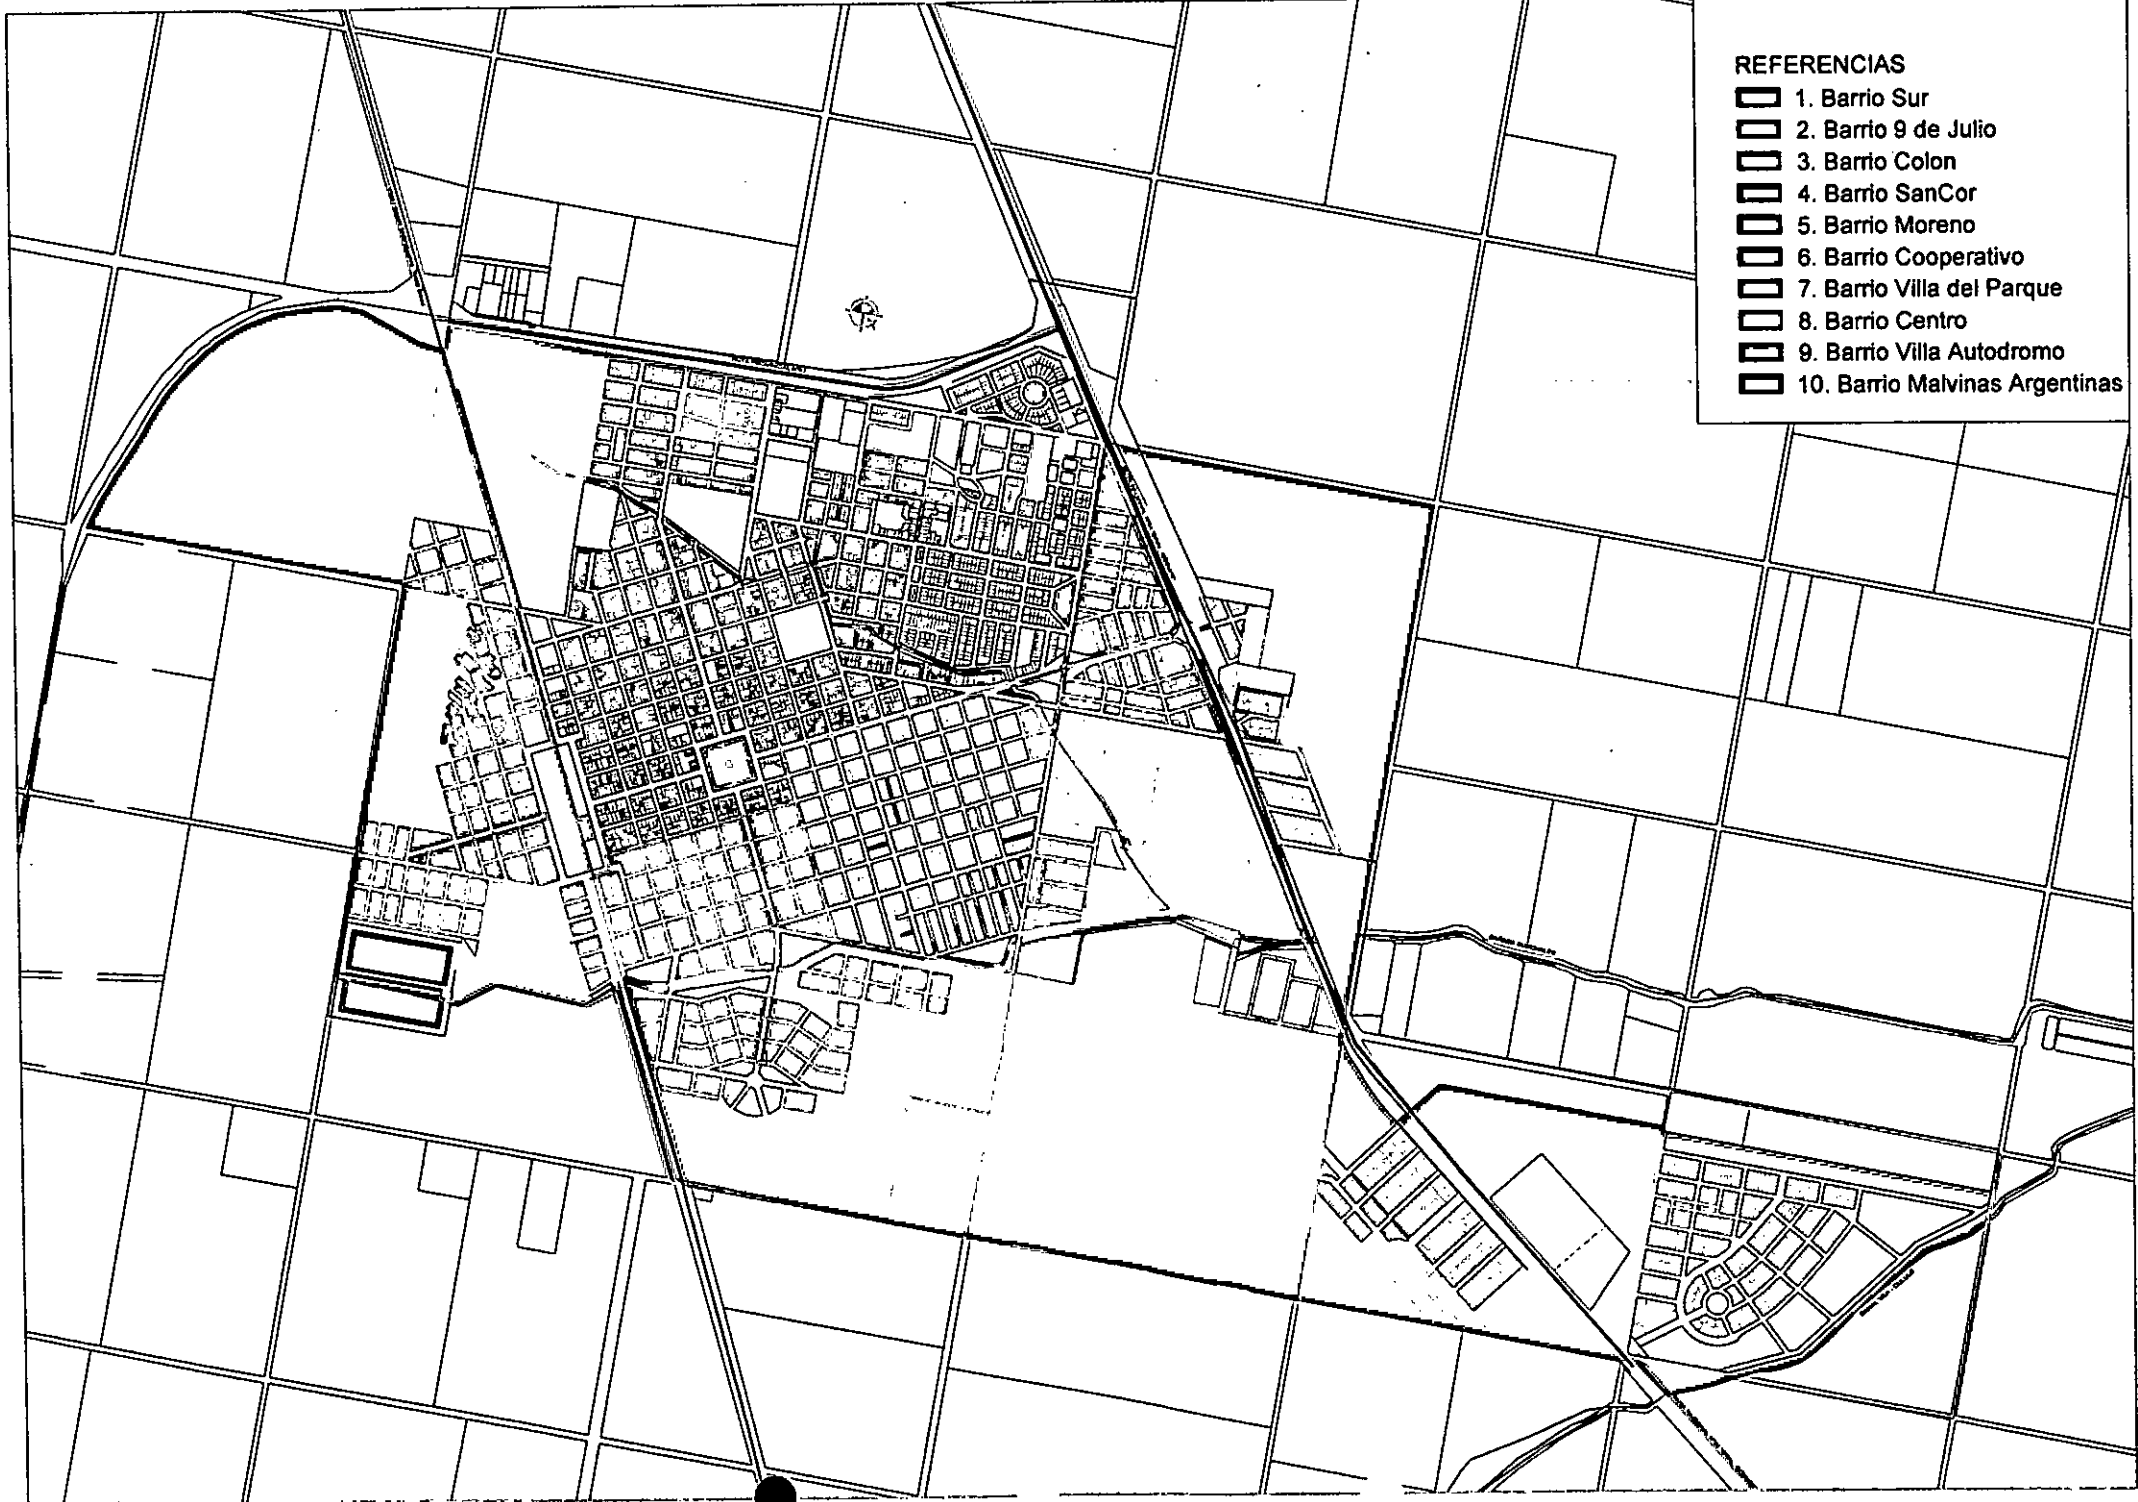 REFERENCIAS
1. Barrio Sur
2. Barrio 9 de Julio
3. Barrio Colon
4. Barrio SanCor
5. Barrio Moreno
6. Barrio Cooperativo
7. Barrio Villa del Parque
8. Barrio Centro
9. Barrio Villa Autodromo
10. Barrio Malvinas Argentinas